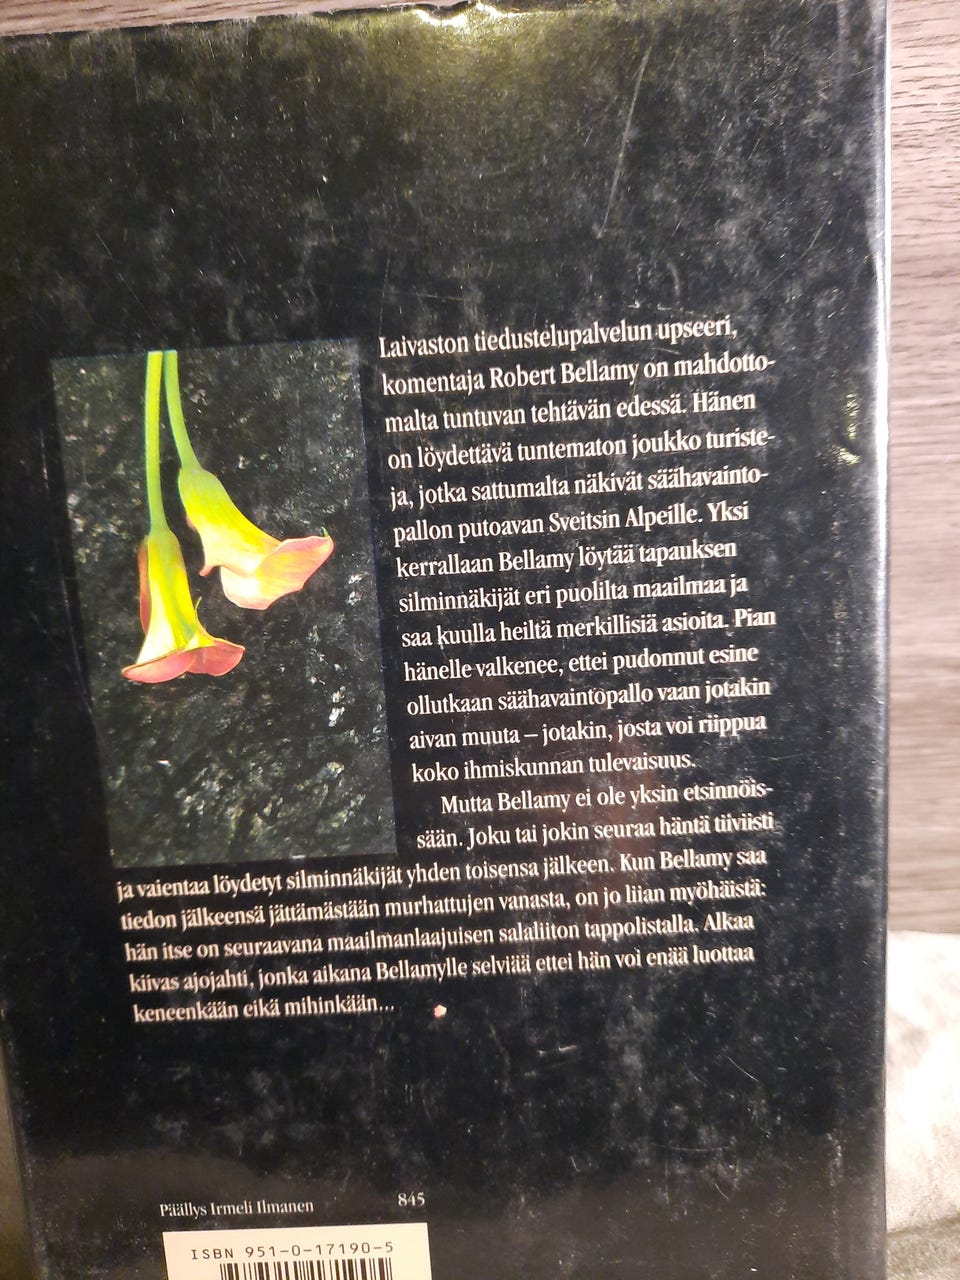 Laivaston tiedustelupalvelun upseeri,
komentaja Robert Bellamy on mahdotto-
malta tuntuvan tehtävän edessä. Hänen
on löydettävä tuntematon joukko turiste-
ja, jotka sattumalta näkivät säähavainto-
pallon putoavan Sveitsin Alpeille. Yksi
kerrallaan Bellamy löytää tapauksen
silminnäkijät eri puolilta maailmaa ja
saa kuulla heiltä merkillisiä asioita. Pian
hänelle valkenee, ettei pudonnut esine
ollutkaan säähavaintopallo vaan jotakin
aivan muuta – jotakin, josta voi riippua
koko ihmiskunnan tulevaisuus.
Mutta Bellamy ei ole yksin etsinnöis-
sään. Joku tai jokin seuraa häntä tiiviisti
ja vaientaa löydetyt silminnäkijät yhden toisensa jälkeen. Kun Bellamy saa
tiedon jälkeensä jättämästään murhattujen vanasta, on jo liian myöhäistä:
hän itse on seuraavana maailmanlaajuisen salaliiton tappolistalla. Alkaa
kiivas ajojahti, jonka aikana Bellamylle selviää ettei hän voi enää luottaa
keneenkään eikä mihinkään...
Päällys Irmeli Ilmanen 845
ISBN 951-0-17190-5